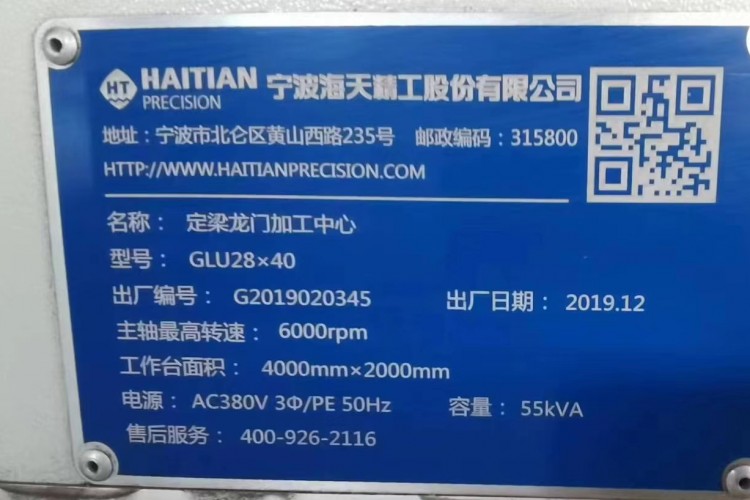 HT HAITIAN PRECISION 宁波海天精工股份有限公司
地址：宁波市北仑区黄山西路235号 邮政编码：315800
HTTP://WWW.HAITIANPRECISION.COM
名称： 定梁龙门加工中心
型号： GLU28×40
出厂编号： G2019020345 出厂日期： 2019.12
主轴最高转速： 6000rpm
工作台面积： 4000mm×2000mm
电源： AC380V 3Φ/PE 50Hz 容量： 55kVA
售后服务： 400-926-2116